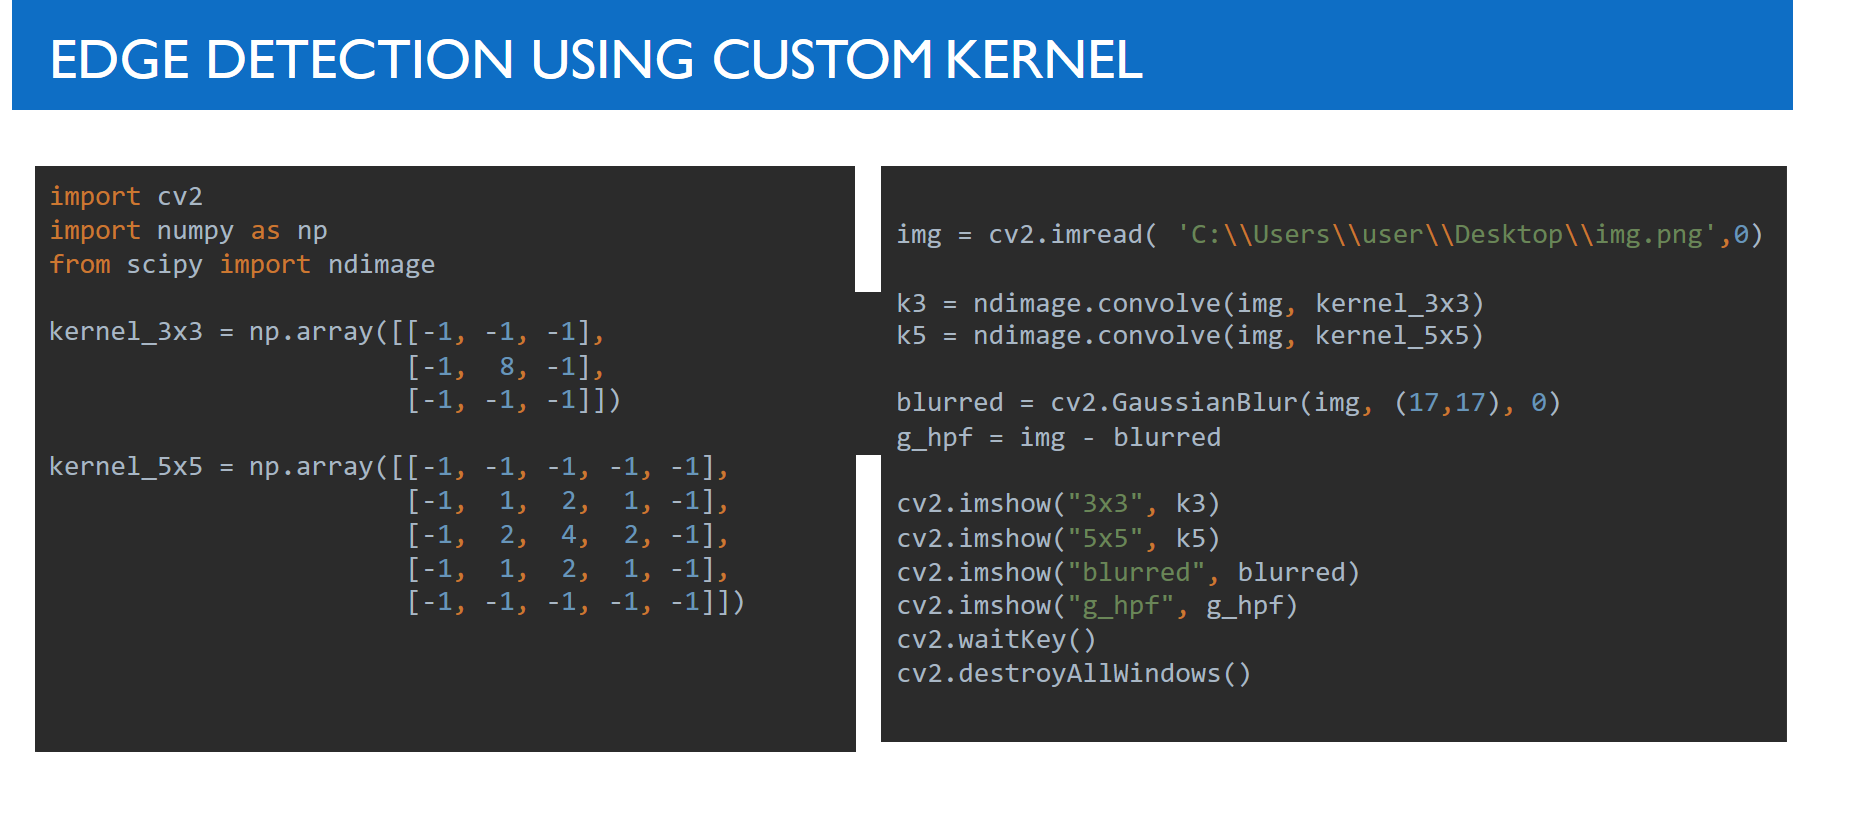 EDGE DETECTION USING CUSTOM KERNEL
import cv2
import numpy as np
from scipy import ndimage
kernel_3x3 = np.array([[-1, -1, -1],
                       [-1,  8, -1],
                       [-1, -1, -1]])
kernel_5x5 = np.array([[-1, -1, -1, -1, -1],
                       [-1,  1,  2,  1, -1],
                       [-1,  2,  4,  2, -1],
                       [-1,  1,  2,  1, -1],
                       [-1, -1, -1, -1, -1]])
img = cv2.imread( 'C:\\Users\\user\\Desktop\\img.png',0)
k3 = ndimage.convolve(img, kernel_3x3)
k5 = ndimage.convolve(img, kernel_5x5)
blurred = cv2.GaussianBlur(img, (17,17), 0)
g_hpf = img - blurred
cv2.imshow("3x3", k3)
cv2.imshow("5x5", k5)
cv2.imshow("blurred", blurred)
cv2.imshow("g_hpf", g_hpf)
cv2.waitKey()
cv2.destroyAllWindows()